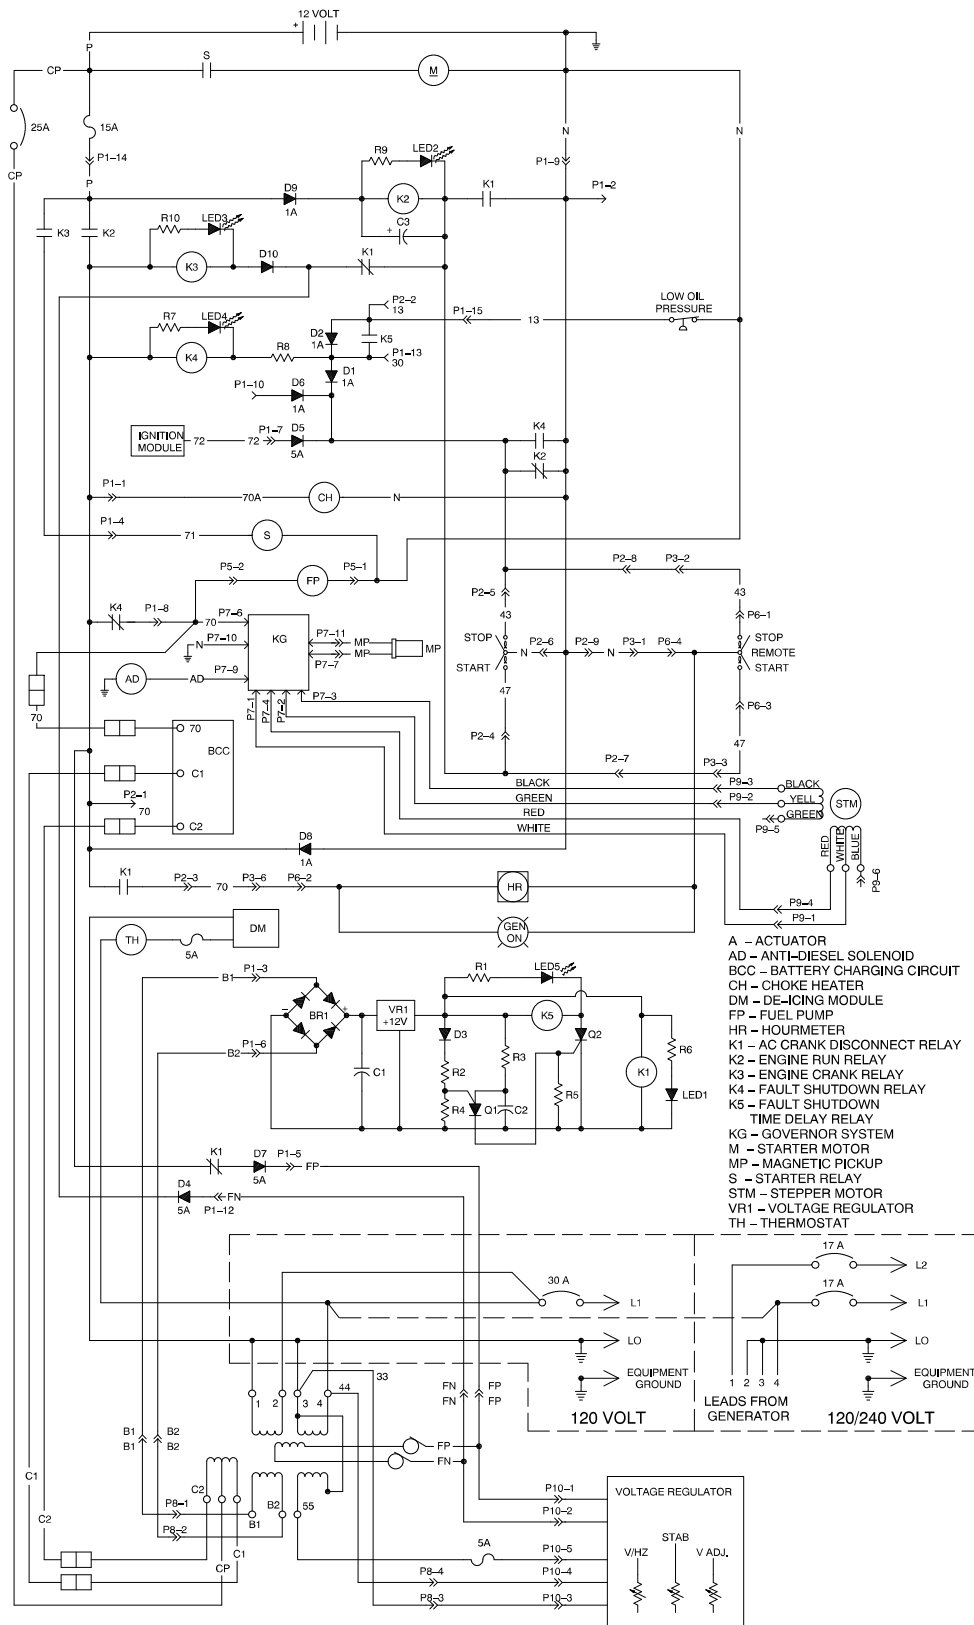 12 VOLT
+
P
CP
S
M
25A
15A
N
N
P1–14
P1–9
CP
P
R9
LED2
D9
1A
K2
K1
P1–2
C3
+
K3
K2
R10
LED3
K3
D10
K1
P2–2
13
P1–15
13
LOW OIL
PRESSURE
R7
LED4
D2
1A
K5
K4
R8
P1–13
30
D1
1A
P1–10
D6
1A
IGNITION
MODULE
72
72
P1–7
D5
5A
K4
K2
P1–1
70A
CH
N
P1–4
71
S
P5–2
FP
P5–1
P2–8
P3–2
P2–5
43
43
P6–1
K4
P1–8
70
P7–6
KG
P7–10
N
P7–11
MP
MP
MP
P7–7
STOP
START
P2–6
N
P2–9
N
P3–1
P6–4
STOP
REMOTE
START
AD
AD
P7–9
P7–3
P7–1
P7–4
P7–2
47
P6–3
70
P2–4
47
70
BCC
C1
P2–1
70
C2
P2–7
P3–3
BLACK
GREEN
RED
WHITE
P9–3
P9–2
P9–5
BLACK
YELL
GREEN
STM
RED
WHITE
BLUE
P9–6
D8
1A
K1
P2–3
70
P3–6
P6–2
HR
P9–4
P9–1
GEN
ON
TH
5A
DM
A – ACTUATOR
AD – ANTI–DIESEL SOLENOID
BCC – BATTERY CHARGING CIRCUIT
CH – CHOKE HEATER
DM – DE–ICING MODULE
FP – FUEL PUMP
HR – HOURMETER
K1 – AC CRANK DISCONNECT RELAY
K2 – ENGINE RUN RELAY
K3 – ENGINE CRANK RELAY
K4 – FAULT SHUTDOWN RELAY
K5 – FAULT SHUTDOWN
TIME DELAY RELAY
KG – GOVERNOR SYSTEM
M – STARTER MOTOR
MP – MAGNETIC PICKUP
S – STARTER RELAY
STM – STEPPER MOTOR
VR1 – VOLTAGE REGULATOR
TH – THERMOSTAT
B1
P1–3
BR1
–
+
VR1
+12V
R1
LED5
K5
Q2
D3
R3
R2
R4
Q1
C2
R5
K1
R6
LED1
P1–6
B2
C1
K1
D7
5A
P1–5
FP
D4
5A
FN
P1–12
30 A
L1
LO
EQUIPMENT
GROUND
120 VOLT
17 A
L2
17 A
L1
LO
EQUIPMENT
GROUND
1 2 3 4
LEADS FROM
GENERATOR
120/240 VOLT
33
1
2
3
4
44
FN
FN
FP
FP
B1
B1
B2
B2
FP
FN
C1
C2
C2
P8–1
P8–2
B1
B2
55
CP
C1
P10–1
P10–2
5A
P10–5
P8–4
P10–4
P8–3
P10–3
VOLTAGE REGULATOR
V/HZ
STAB
V ADJ.